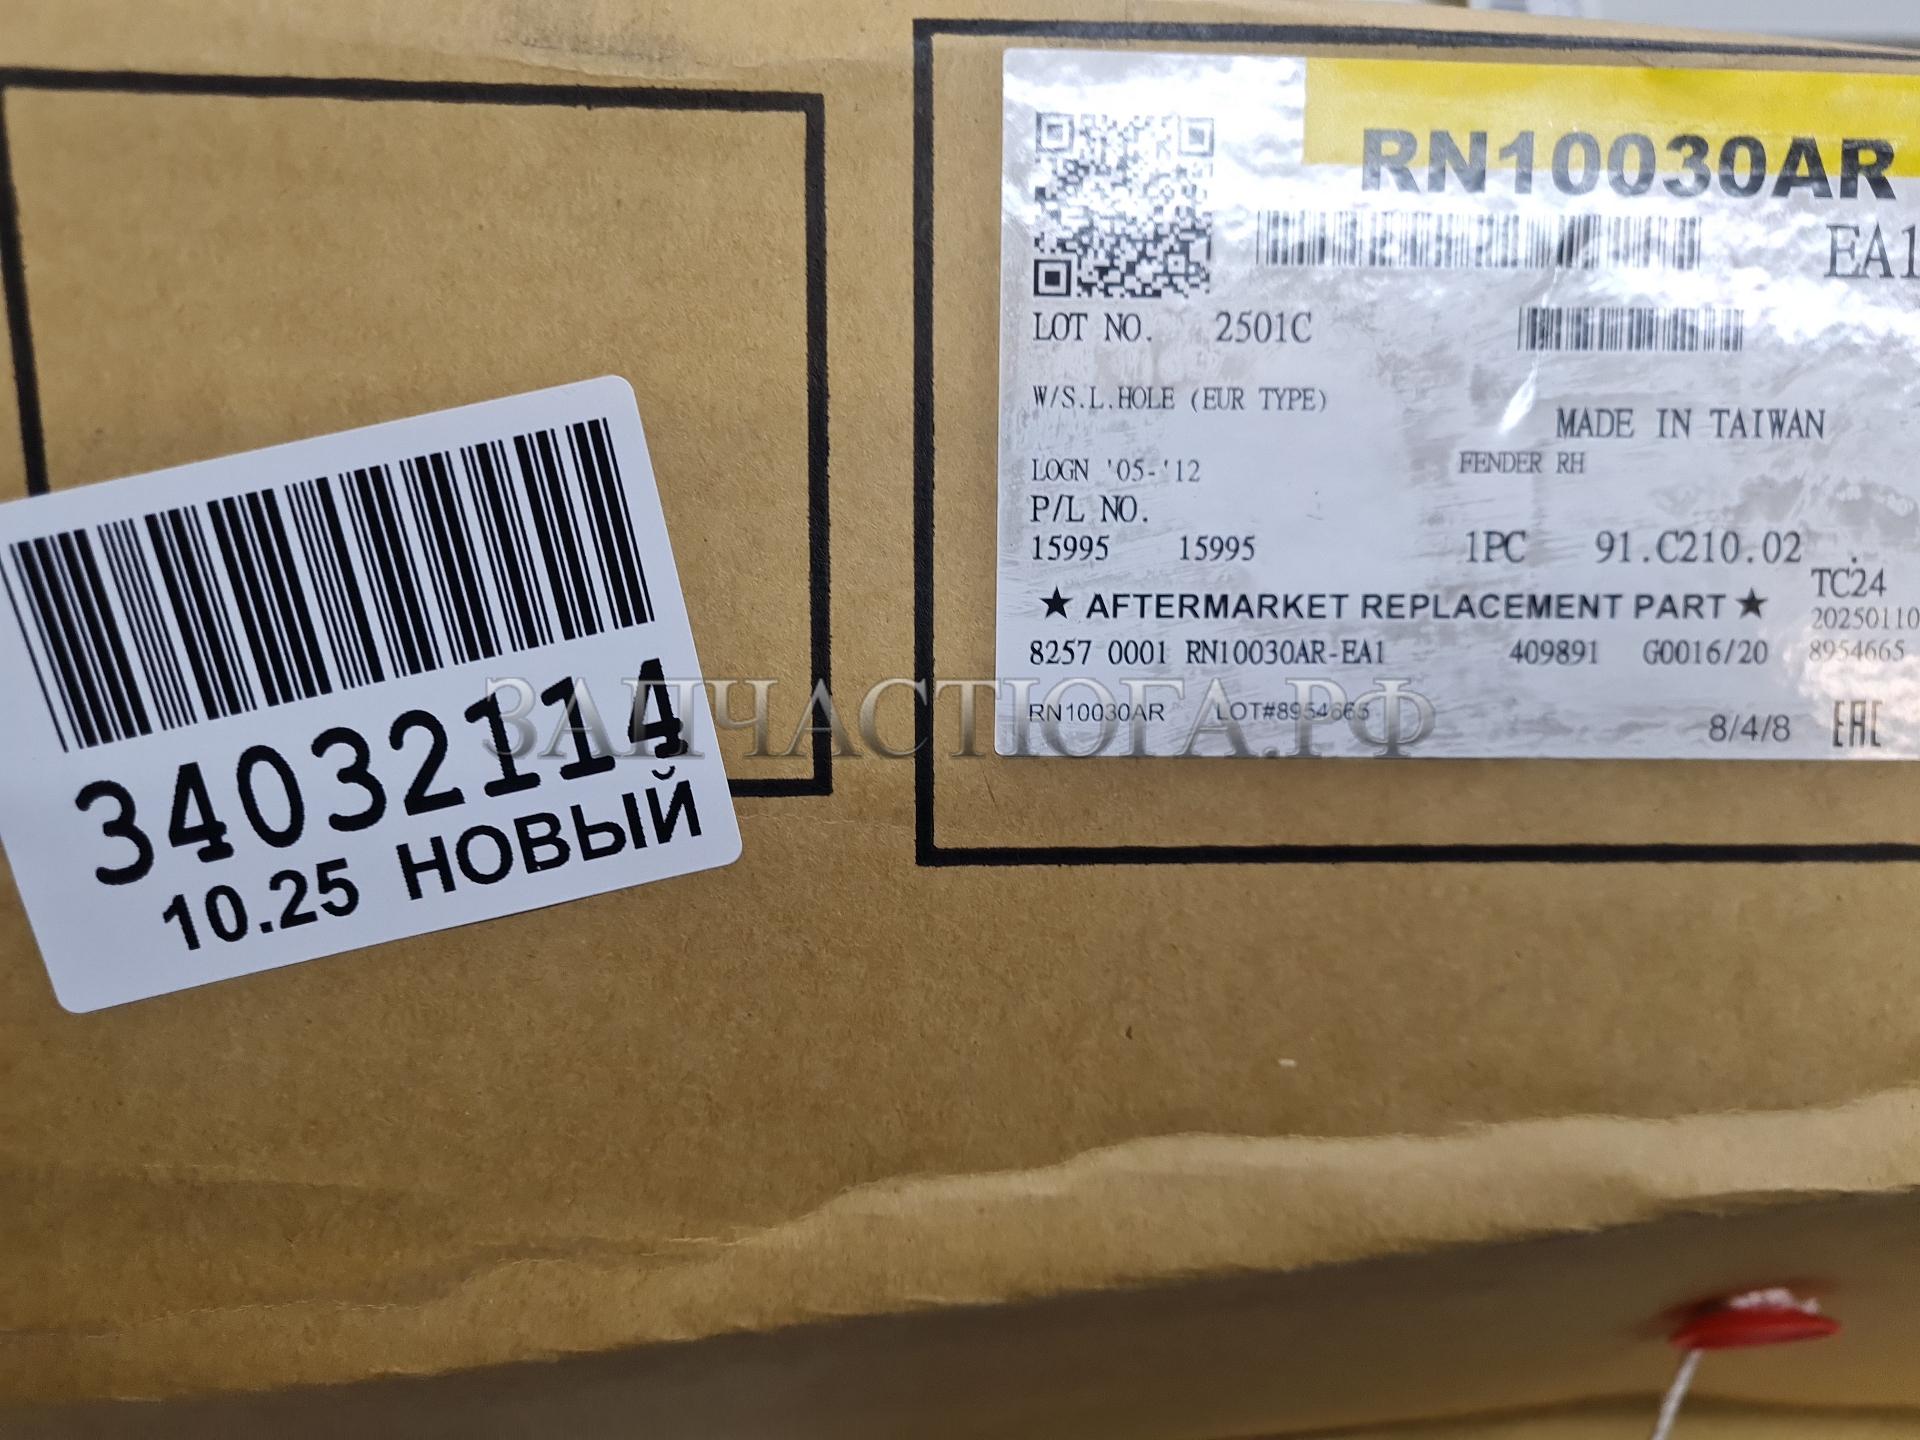 RN10030AR
EA1
LOT NO. 2501C
W/S.L.HOLE (EUR TYPE)
MADE IN TAIWAN
LOGN '05-'12 FENDER RH
P/L NO.
15995 15995 1PC 91.C210.02
TC24
★ AFTERMARKET REPLACEMENT PART ★ 20250110
8257 0001 RN10030AR-EA1 409891 G0016/20 8954665
RN10030AR LOT#8954665
8/4/8 EAC
34032114
10.25 НОВЫЙ
ЗАПЧАСТЮГА.РФ